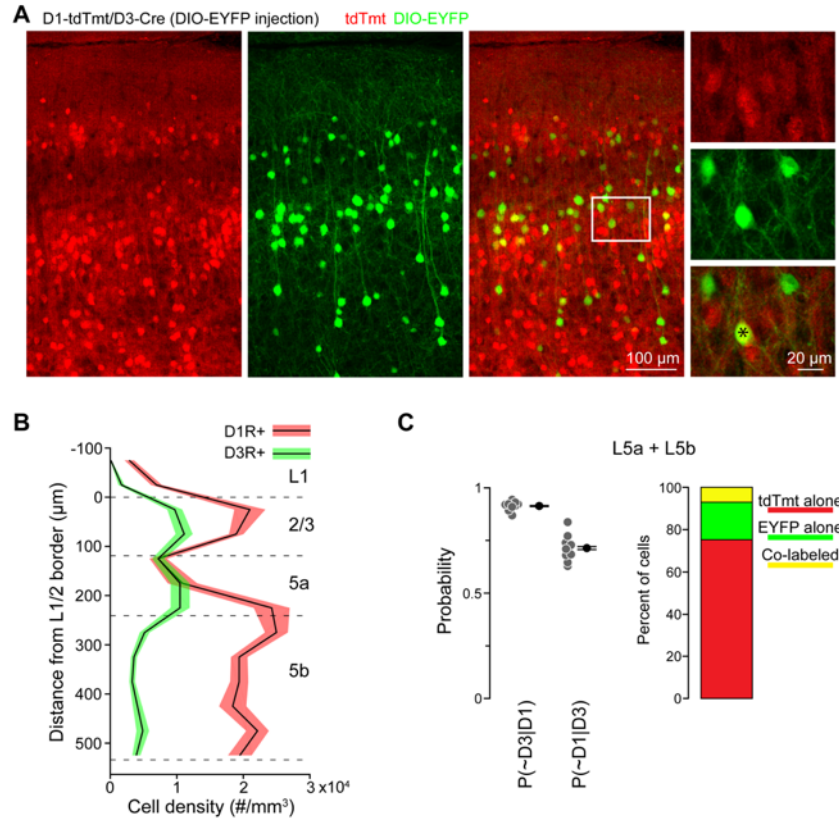 A
D1-tdTmt/D3-Cre (DIO-EYFP injection) tdTmt DIO-EYFP
100 µm
20 µm
*
B
D1R+
D3R+
-100
0
100
200
300
400
500
Distance from L1/2 border (µm)
L1
2/3
5a
5b
0 1 2 3 x10⁴
Cell density (#/mm³)
C
L5a + L5b
1
0.5
0
Probability
P(~D3|D1)
P(~D1|D3)
100
80
60
40
20
0
Percent of cells
tdTmt alone
EYFP alone
Co-labeled